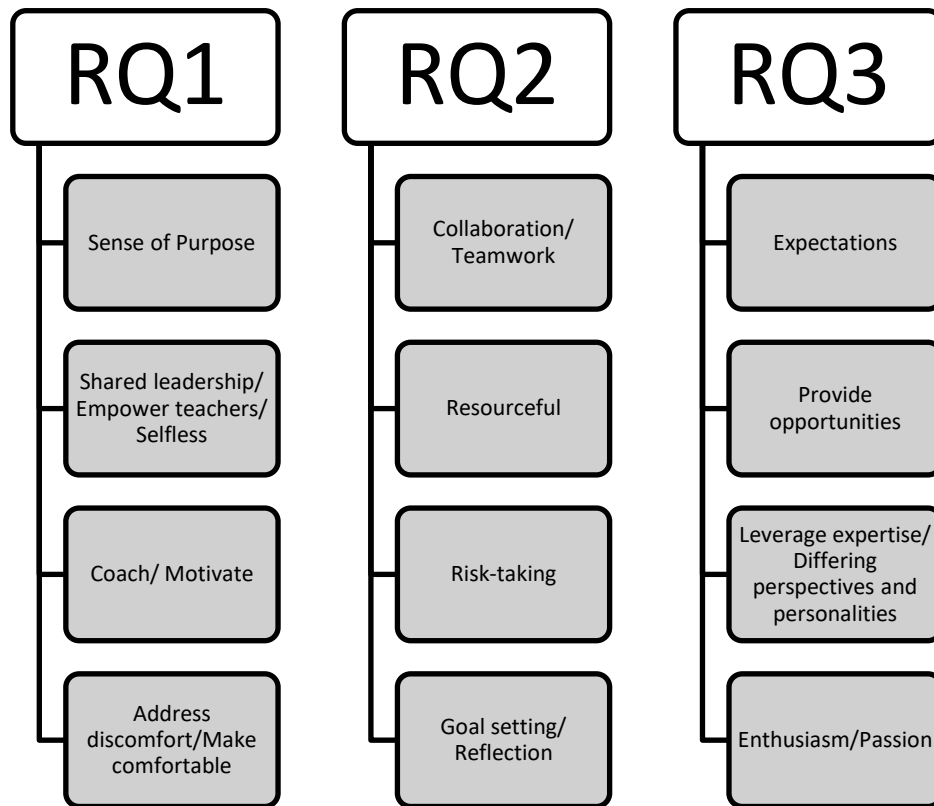 RQ1
Sense of Purpose
Shared leadership/
Empower teachers/
Selfless
Coach/ Motivate
Address
discomfort/Make
comfortable
RQ2
Collaboration/
Teamwork
Resourceful
Risk-taking
Goal setting/
Reflection
RQ3
Expectations
Provide
opportunities
Leverage expertise/
Differing
perspectives and
personalities
Enthusiasm/Passion